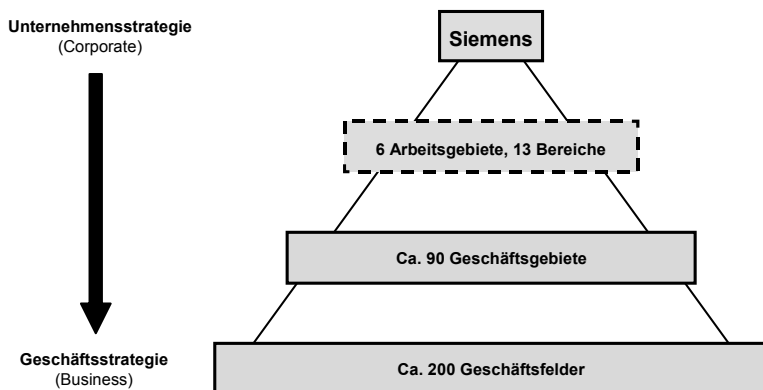 Unternehmensstrategie
(Corporate)
Siemens
6 Arbeitsgebiete, 13 Bereiche
Ca. 90 Geschäftsgebiete
Geschäftsstrategie
(Business)
Ca. 200 Geschäftsfelder